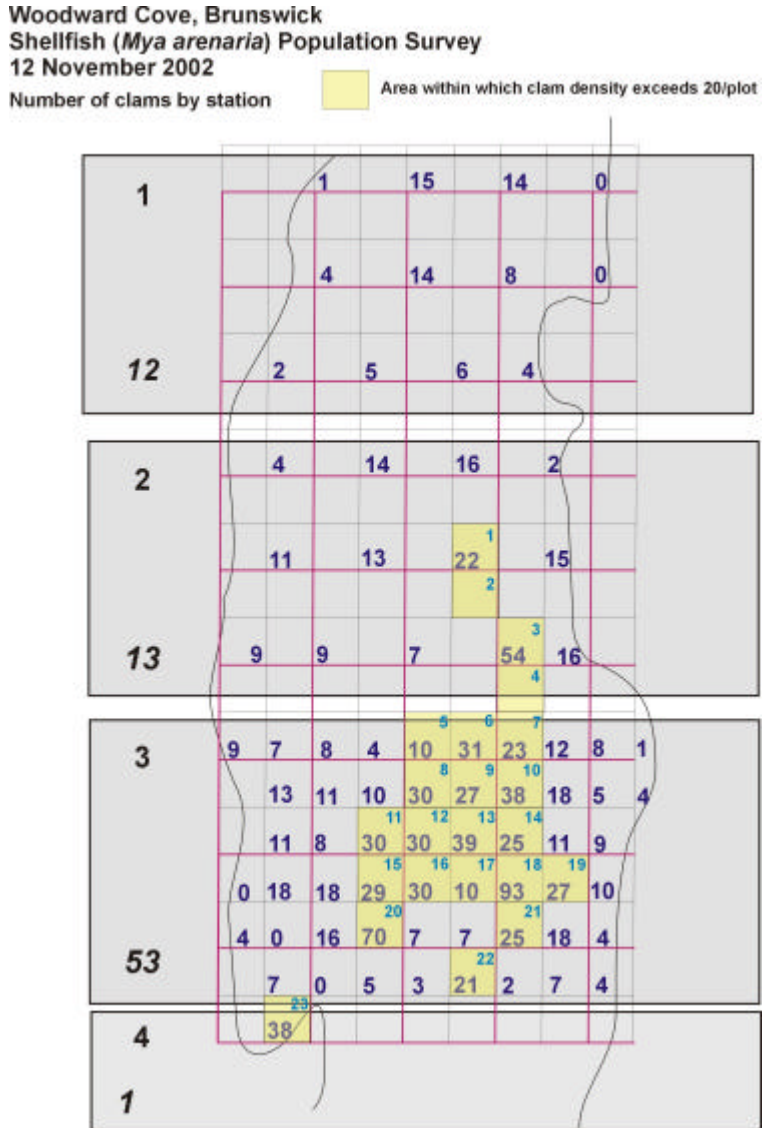 Woodward Cove, Brunswick
Shellfish (Mya arenaria) Population Survey
12 November 2002
Number of clams by station
Area within which clam density exceeds 20/plot
1
1 15 14 0
4 14 8 0
12
2 5 6 4
2
4 14 16 2
1
11 13 22 15
2
3
13
9 9 7 54 16
4
5 6 7
3
9 7 8 4 10 31 23 12 8 1
8 9 10
13 11 10 30 27 38 18 5 4
11 12 13 14
11 8 30 30 39 25 11 9
15 16 17 18 19
0 18 18 29 30 10 93 27 10
20 21
4 0 16 70 7 7 25 18 4
53
22
7 0 5 3 21 2 7 4
23
4
38
1